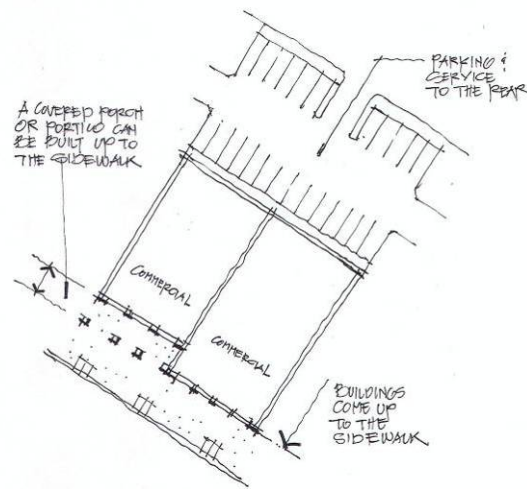 PARKING &
SERVICE
TO THE REAR
A COVERED PORCH
OR PORTICO CAN
BE BUILT UP TO
THE SIDEWALK
COMMERCIAL
COMMERCIAL
BUILDINGS
COME UP
TO THE
SIDEWALK